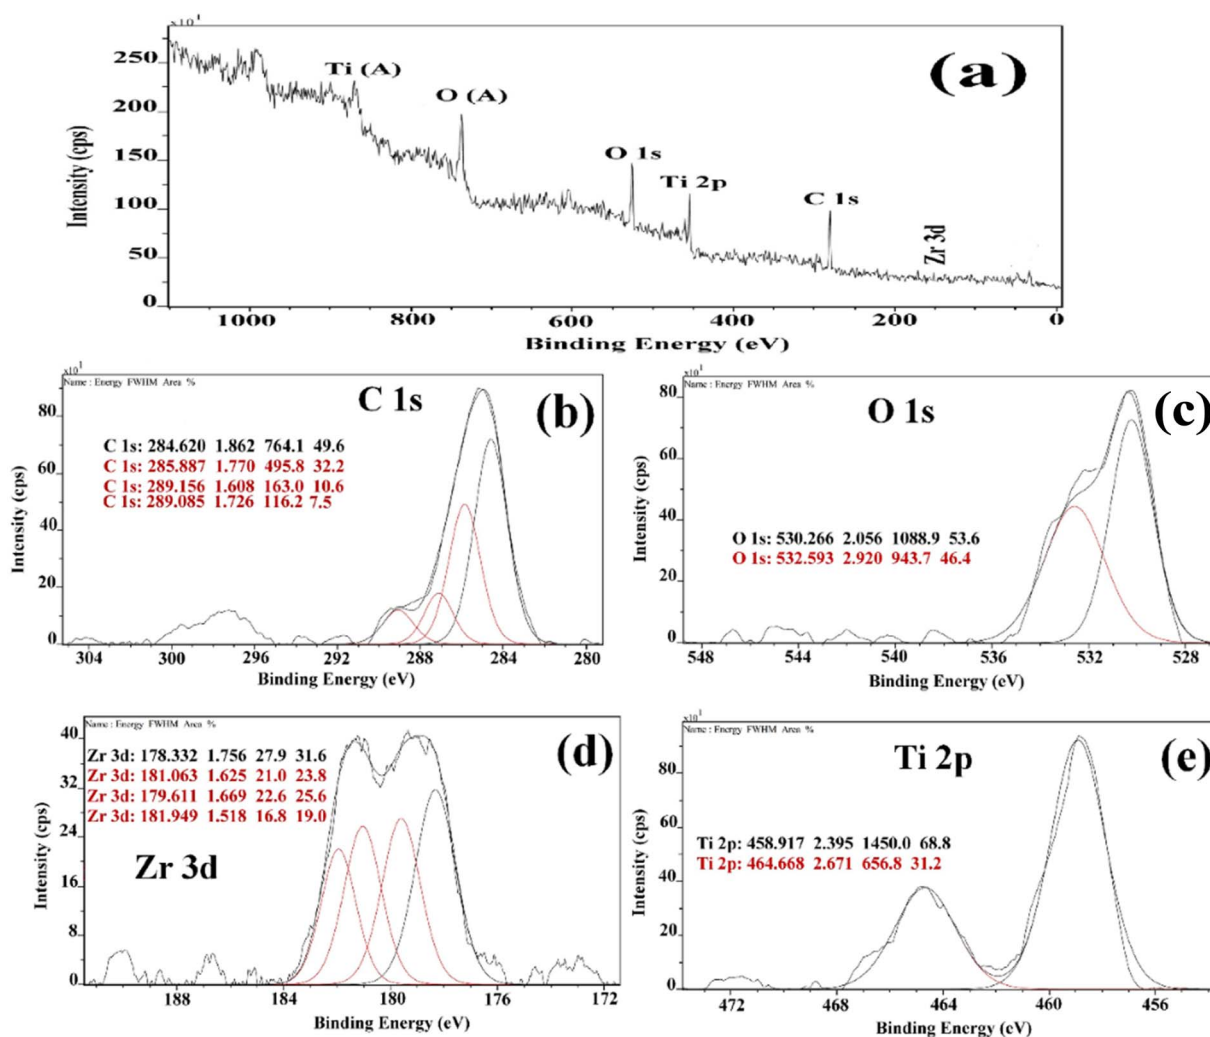 x10¹
(a)
Intensity (cps)
250
200
150
100
50
0
Ti (A)
O (A)
O 1s
Ti 2p
C 1s
Zr 3d
1000 800 600 400 200 0
Binding Energy (eV)
x10¹
Name : Energy FWHM Area %
C 1s
(b)
C 1s: 284.620 1.862 764.1 49.6
C 1s: 285.887 1.770 495.8 32.2
C 1s: 289.156 1.608 163.0 10.6
C 1s: 289.085 1.726 116.2 7.5
Intensity (cps)
80
60
40
20
0
304 300 296 292 288 284 280
Binding Energy (eV)
x10¹
Name : Energy FWHM Area %
O 1s
(c)
O 1s: 530.266 2.056 1088.9 53.6
O 1s: 532.593 2.920 943.7 46.4
Intensity (cps)
80
60
40
20
0
548 544 540 536 532 528
Binding Energy (eV)
Name : Energy FWHM Area %
(d)
Zr 3d: 178.332 1.756 27.9 31.6
Zr 3d: 181.063 1.625 21.0 23.8
Zr 3d: 179.611 1.669 22.6 25.6
Zr 3d: 181.949 1.518 16.8 19.0
Zr 3d
Intensity (cps)
40
32
24
16
8
0
188 184 180 176 172
Binding Energy (eV)
x10¹
Name : Energy FWHM Area %
Ti 2p
(e)
Ti 2p: 458.917 2.395 1450.0 68.8
Ti 2p: 464.668 2.671 656.8 31.2
Intensity (cps)
80
60
40
20
0
472 468 464 460 456
Binding Energy (eV)